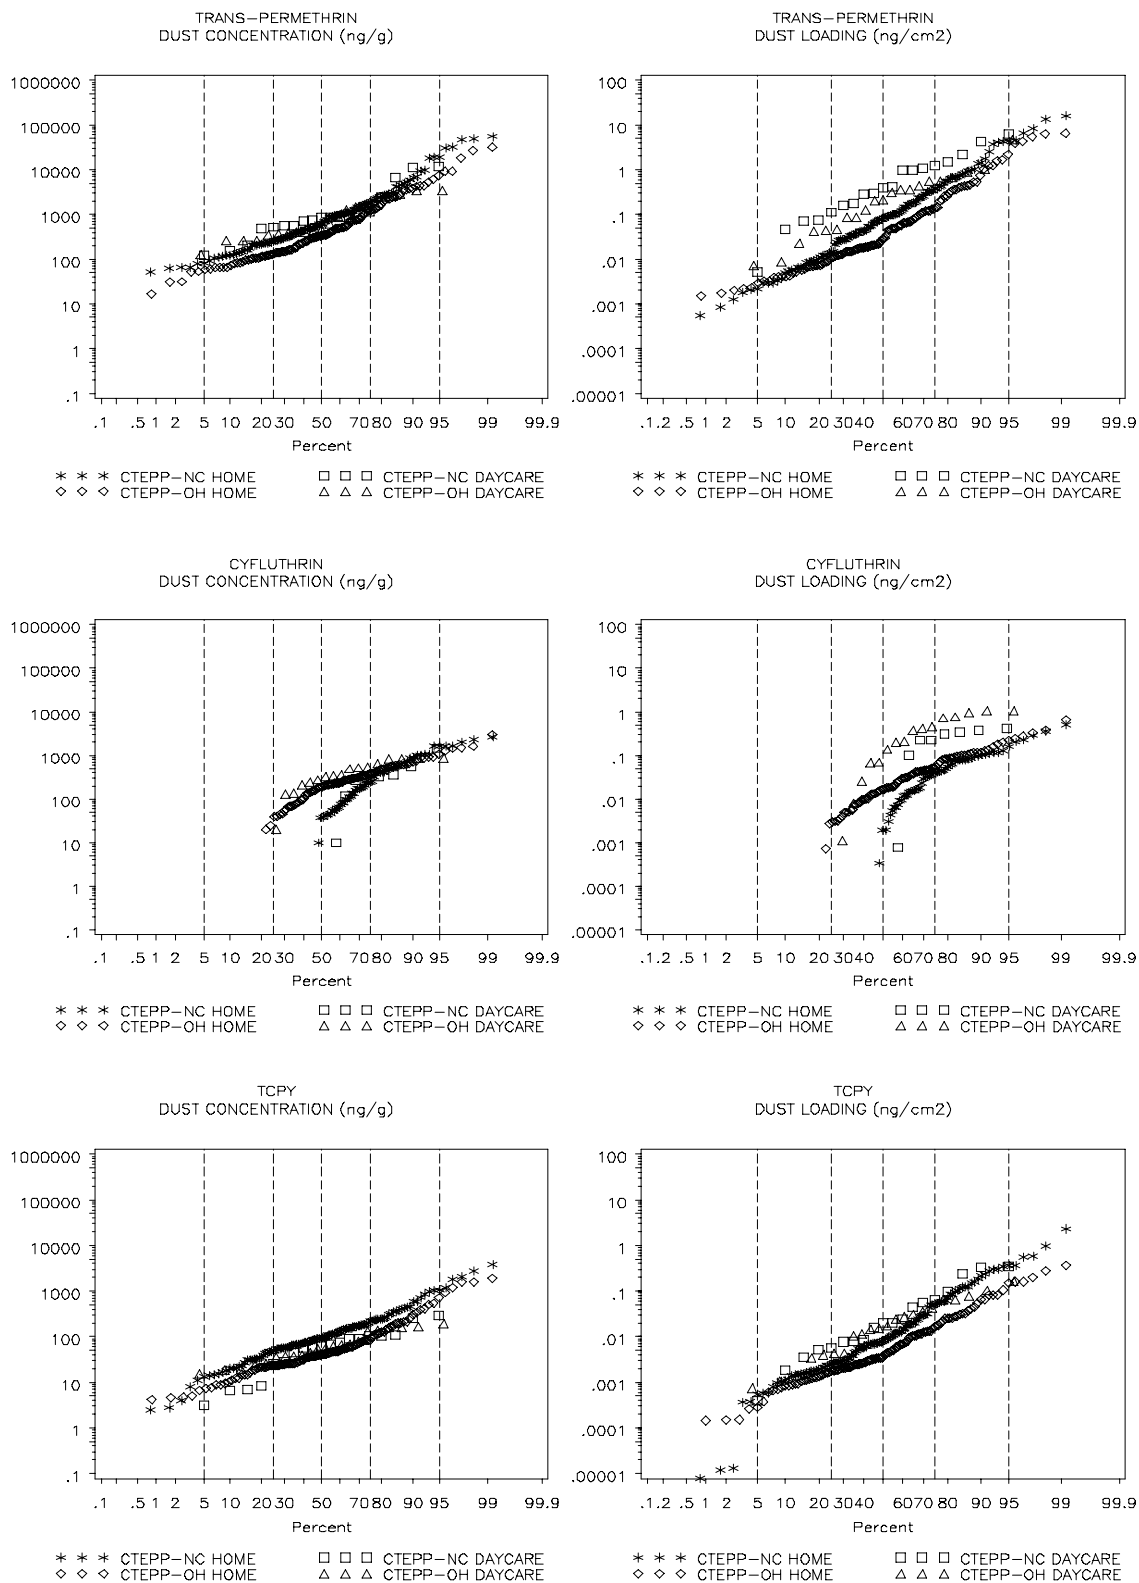 TRANS-PERMETHRIN
DUST CONCENTRATION (ng/g)
1000000
100000
10000
1000
100
10
1
.1
.1 .5 1 2 5 10 20 30 50 70 80 90 95 99 99.9
Percent
* * * CTEPP-NC HOME □ □ □ CTEPP-NC DAYCARE
◇ ◇ ◇ CTEPP-OH HOME △ △ △ CTEPP-OH DAYCARE
TRANS-PERMETHRIN
DUST LOADING (ng/cm2)
100
10
1
.1
.01
.001
.0001
.00001
.1 .2 .5 1 2 5 10 20 30 40 60 70 80 90 95 99 99.9
Percent
* * * CTEPP-NC HOME □ □ □ CTEPP-NC DAYCARE
◇ ◇ ◇ CTEPP-OH HOME △ △ △ CTEPP-OH DAYCARE
CYFLUTHRIN
DUST CONCENTRATION (ng/g)
1000000
100000
10000
1000
100
10
1
.1
.1 .5 1 2 5 10 20 30 50 70 80 90 95 99 99.9
Percent
* * * CTEPP-NC HOME □ □ □ CTEPP-NC DAYCARE
◇ ◇ ◇ CTEPP-OH HOME △ △ △ CTEPP-OH DAYCARE
CYFLUTHRIN
DUST LOADING (ng/cm2)
100
10
1
.1
.01
.001
.0001
.00001
.1 .2 .5 1 2 5 10 20 30 40 60 70 80 90 95 99 99.9
Percent
* * * CTEPP-NC HOME □ □ □ CTEPP-NC DAYCARE
◇ ◇ ◇ CTEPP-OH HOME △ △ △ CTEPP-OH DAYCARE
TCPY
DUST CONCENTRATION (ng/g)
1000000
100000
10000
1000
100
10
1
.1
.1 .5 1 2 5 10 20 30 50 70 80 90 95 99 99.9
Percent
* * * CTEPP-NC HOME □ □ □ CTEPP-NC DAYCARE
◇ ◇ ◇ CTEPP-OH HOME △ △ △ CTEPP-OH DAYCARE
TCPY
DUST LOADING (ng/cm2)
100
10
1
.1
.01
.001
.0001
.00001
.1 .2 .5 1 2 5 10 20 30 40 60 70 80 90 95 99 99.9
Percent
* * * CTEPP-NC HOME □ □ □ CTEPP-NC DAYCARE
◇ ◇ ◇ CTEPP-OH HOME △ △ △ CTEPP-OH DAYCARE